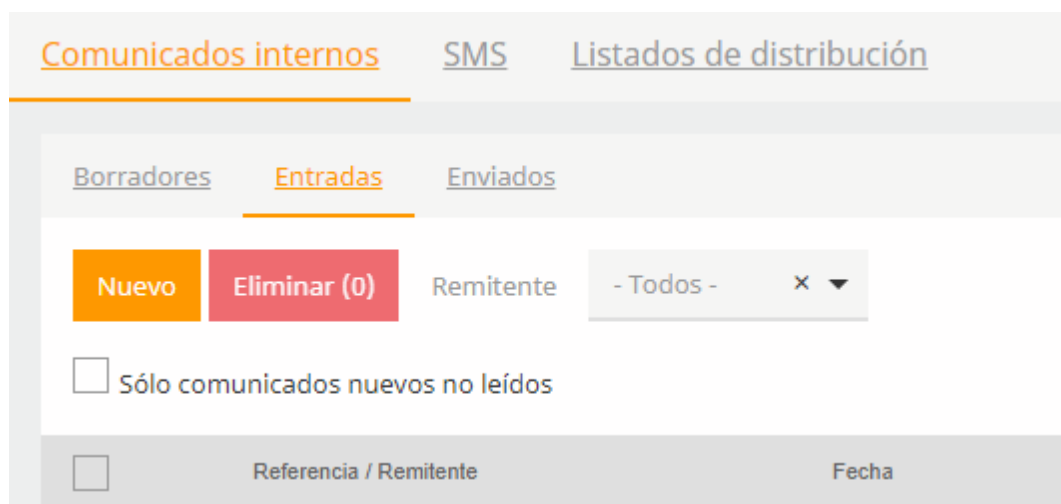 Comunicados internos SMS Listados de distribución
Borradores Entradas Enviados
Nuevo Eliminar (0) Remitente - Todos - ×
Sólo comunicados nuevos no leídos
Referencia / Remitente Fecha